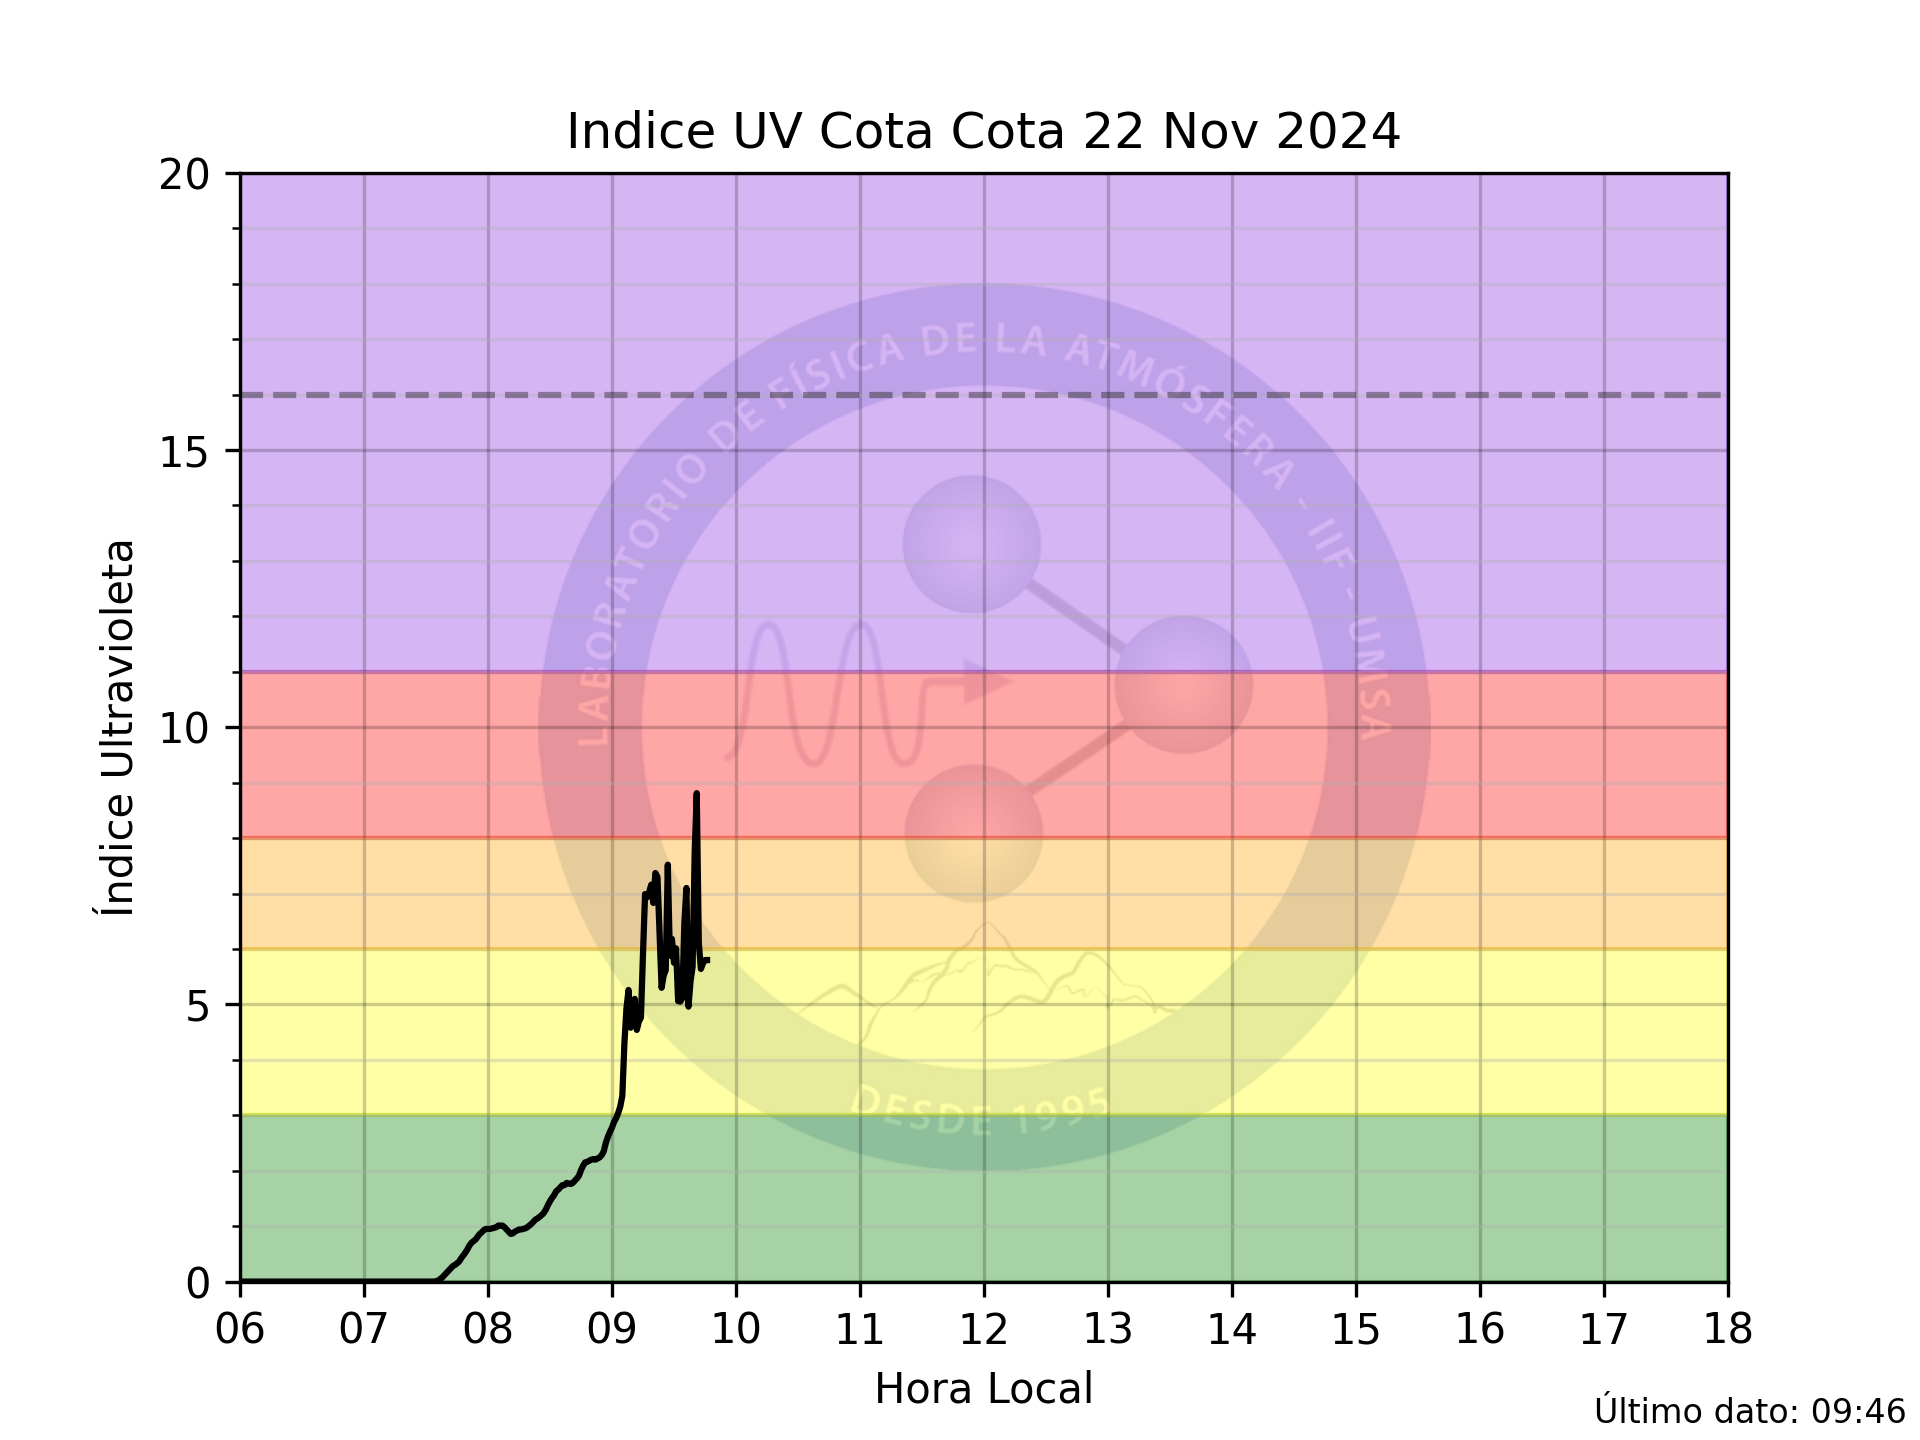 Indice UV Cota Cota 22 Nov 2024
20
15
10
5
0
Índice Ultravioleta
LABORATORIO DE FÍSICA DE LA ATMÓSFERA - IIF - UMSA
DESDE 1995
06 07 08 09 10 11 12 13 14 15 16 17 18
Hora Local
Último dato: 09:46